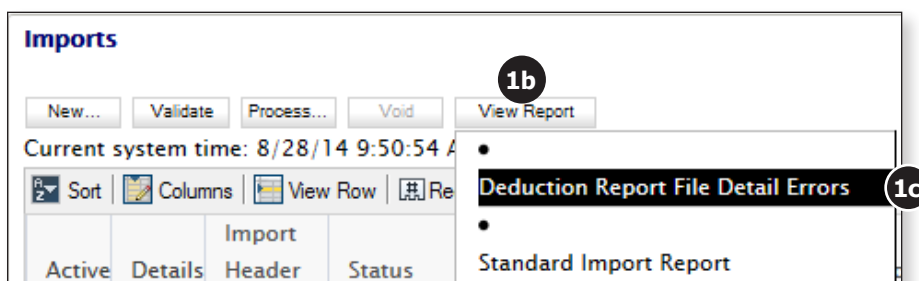 Imports
1b
New... Validate Process... Void View Report
Current system time: 8/28/14 9:50:54
Sort Columns View Row Re
Deduction Report File Detail Errors 1c
Import
Active Details Header Status
Standard Import Report